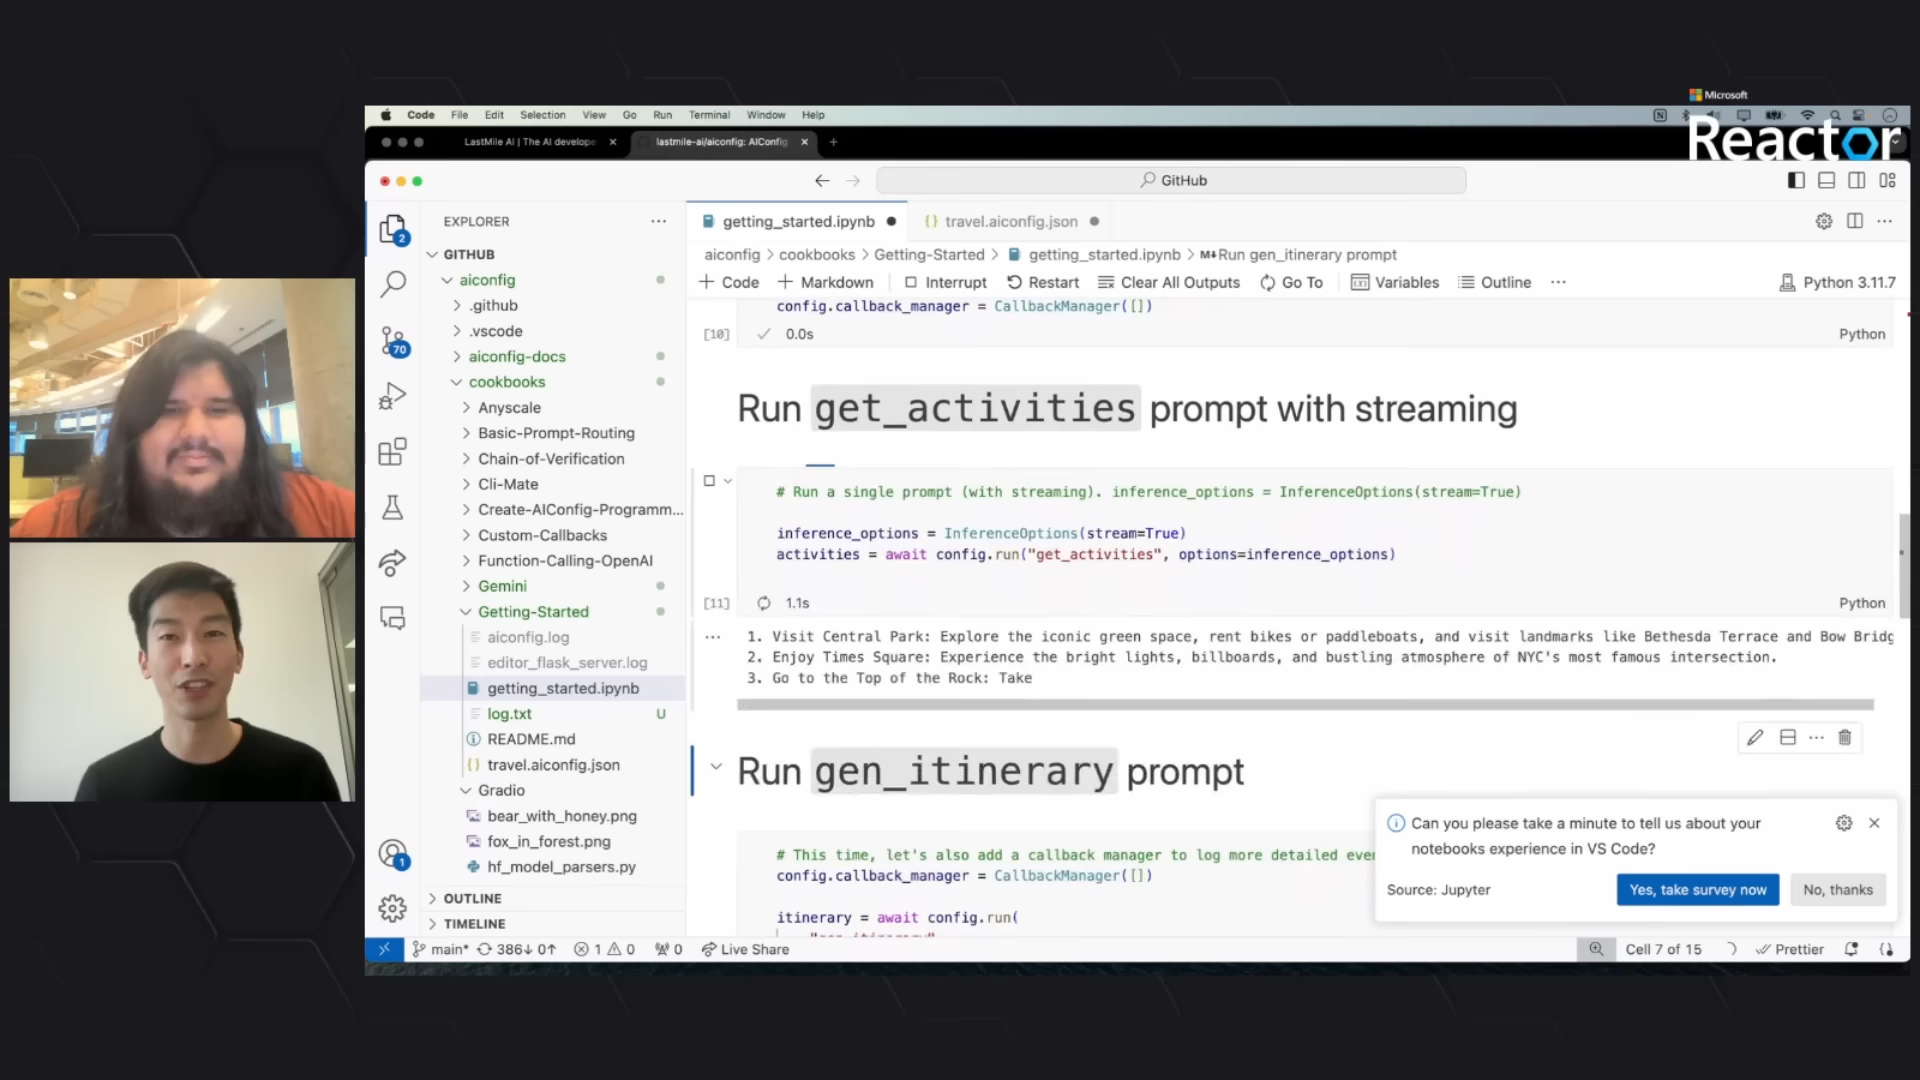 Microsoft
Reactor
Code File Edit Selection View Go Run Terminal Window Help
LastMile AI | The AI develope
lastmile-ai/aiconfig: AIConfig
GitHub
EXPLORER
GITHUB
aiconfig
.github
.vscode
aiconfig-docs
cookbooks
Anyscale
Basic-Prompt-Routing
Chain-of-Verification
Cli-Mate
Create-AIConfig-Programm...
Custom-Callbacks
Function-Calling-OpenAI
Gemini
Getting-Started
aiconfig.log
editor_flask_server.log
getting_started.ipynb
log.txt U
README.md
travel.aiconfig.json
Gradio
bear_with_honey.png
fox_in_forest.png
hf_model_parsers.py
OUTLINE
TIMELINE
2
70
1
getting_started.ipynb
travel.aiconfig.json
aiconfig > cookbooks > Getting-Started > getting_started.ipynb > M↓Run gen_itinerary prompt
+ Code + Markdown Interrupt Restart Clear All Outputs Go To Variables Outline ... Python 3.11.7
config.callback_manager = CallbackManager([])
[10] 0.0s Python
Run get_activities prompt with streaming
# Run a single prompt (with streaming). inference_options = InferenceOptions(stream=True)
inference_options = InferenceOptions(stream=True)
activities = await config.run("get_activities", options=inference_options)
[11] 1.1s Python
1. Visit Central Park: Explore the iconic green space, rent bikes or paddleboats, and visit landmarks like Bethesda Terrace and Bow Bridg
2. Enjoy Times Square: Experience the bright lights, billboards, and bustling atmosphere of NYC's most famous intersection.
3. Go to the Top of the Rock: Take
Run gen_itinerary prompt
# This time, let's also add a callback manager to log more detailed eve
config.callback_manager = CallbackManager([])
itinerary = await config.run(
"gen_itinerary"
Can you please take a minute to tell us about your
notebooks experience in VS Code?
Source: Jupyter
Yes, take survey now
No, thanks
main* 386↓ 0↑ 1 0 0 Live Share
Cell 7 of 15 Prettier